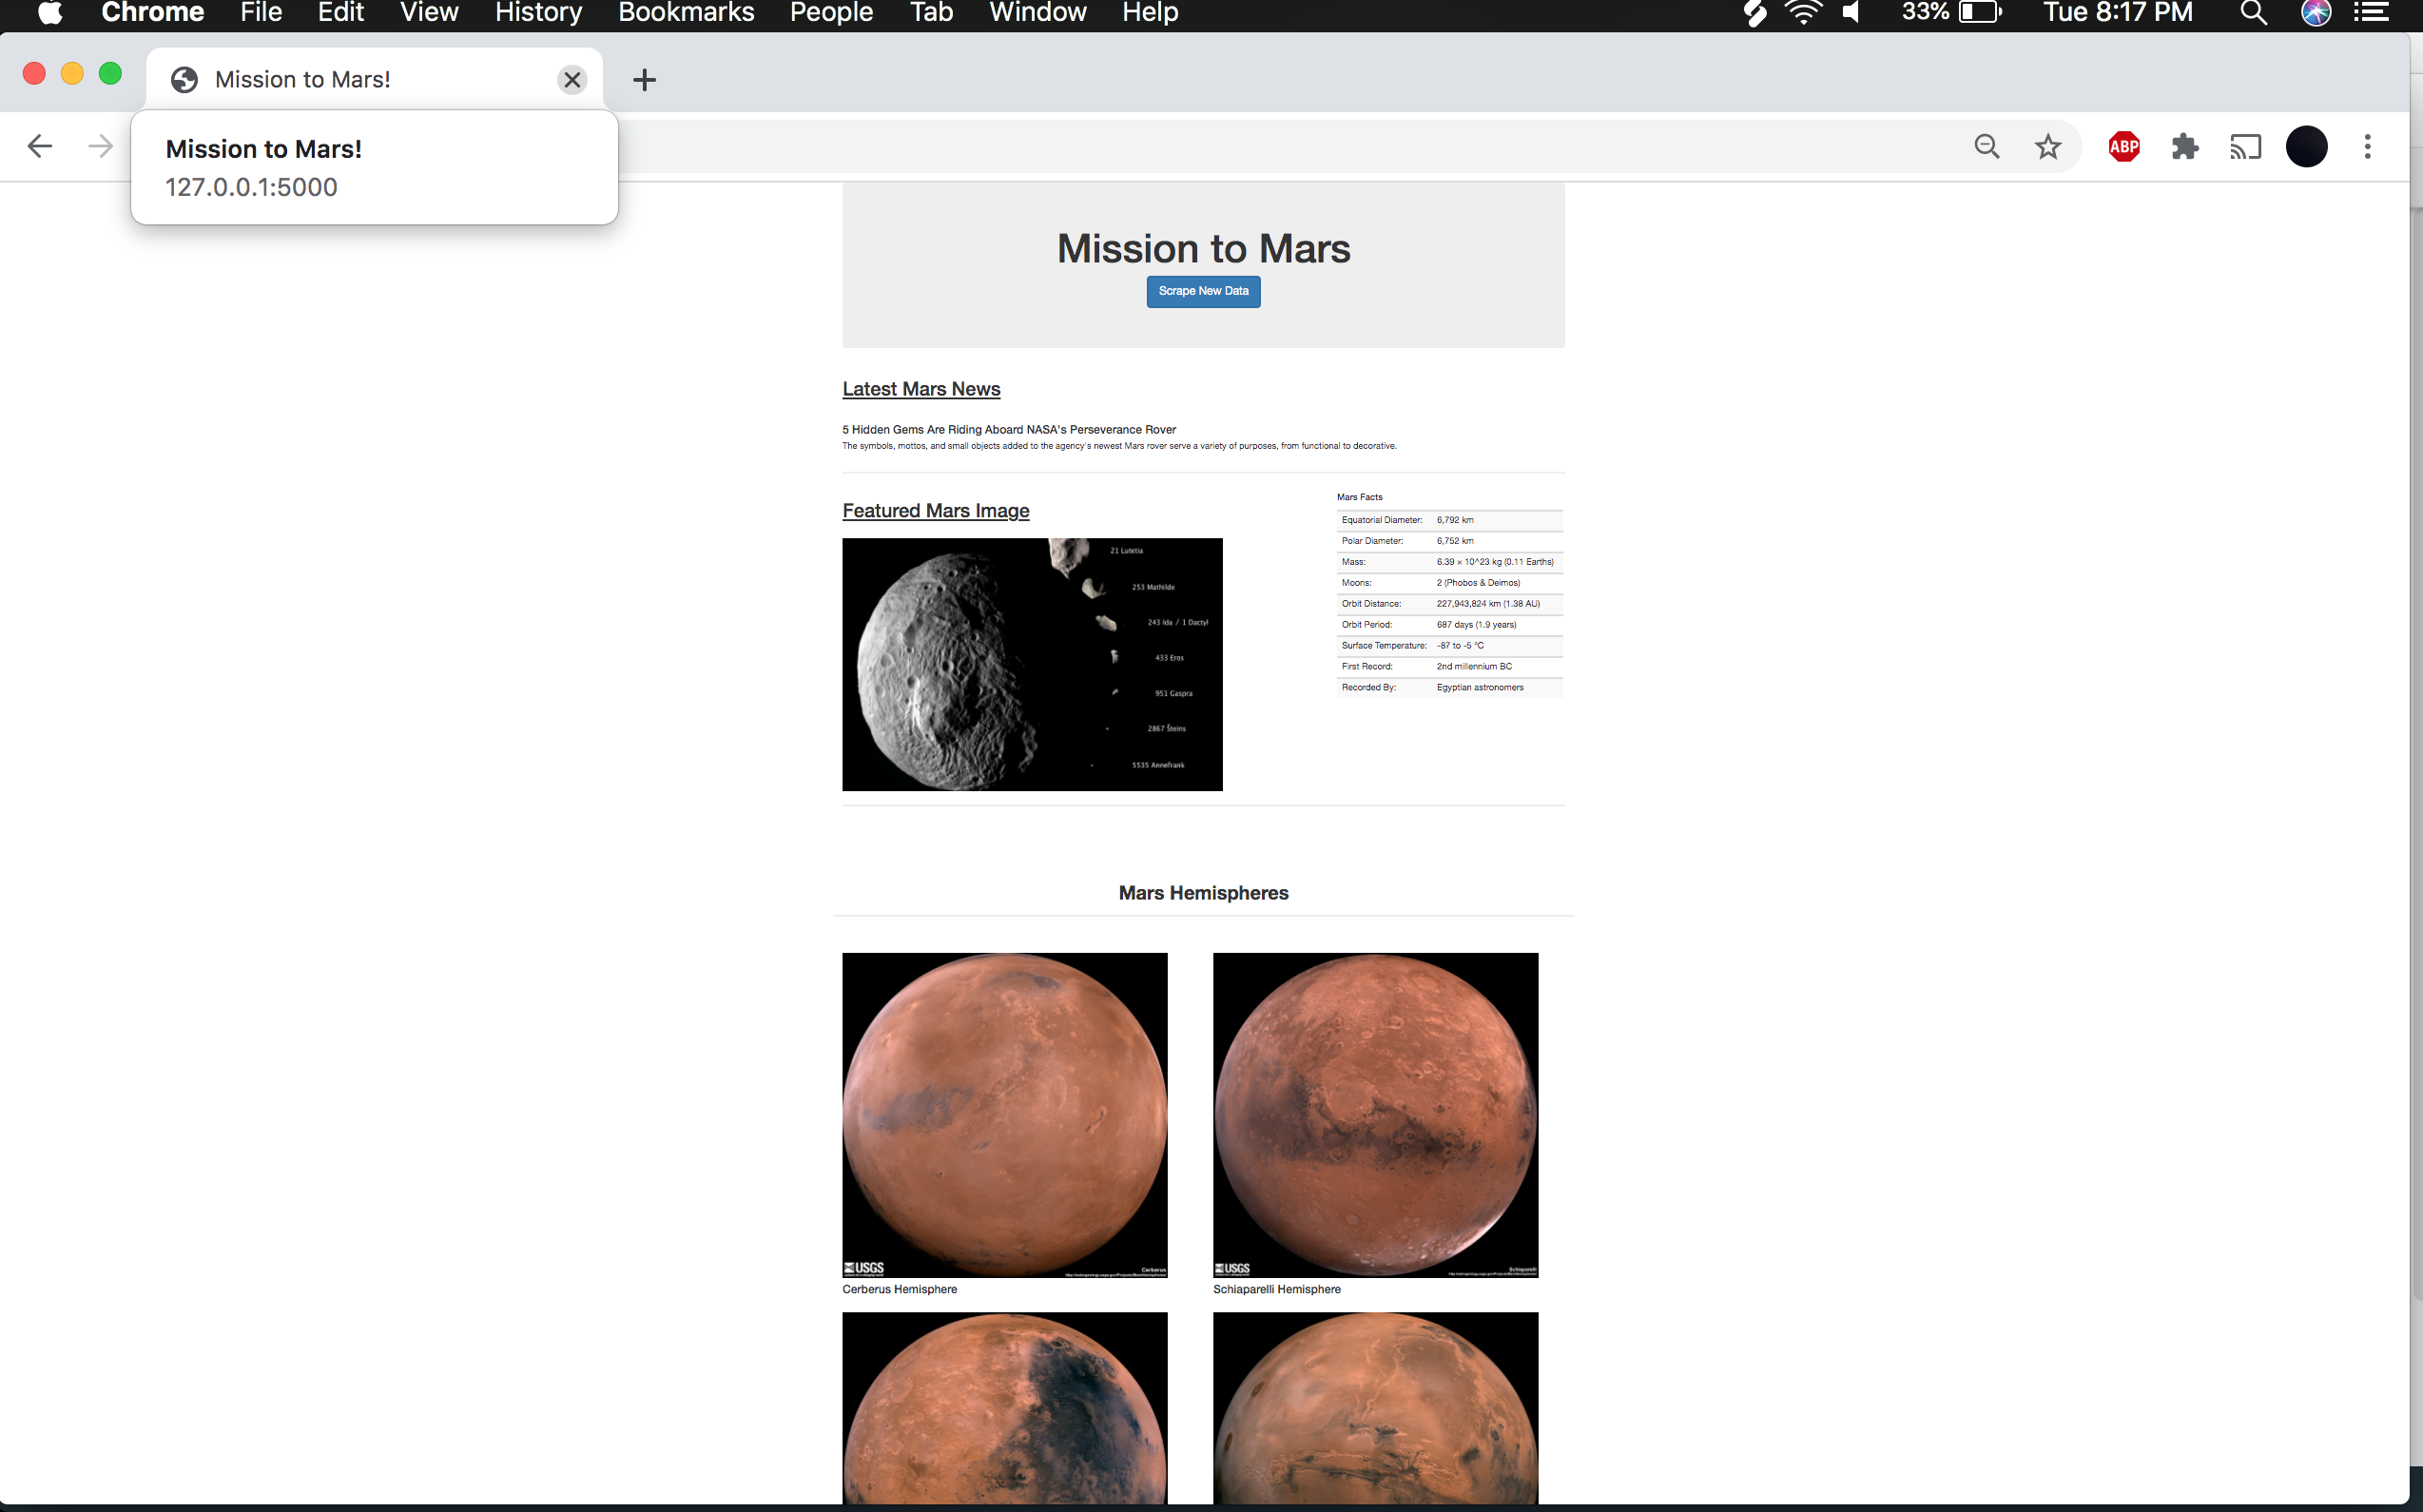 Chrome File Edit View History Bookmarks People Tab Window Help 33% Tue 8:17 PM
Mission to Mars!
Mission to Mars!
127.0.0.1:5000
ABP
Mission to Mars
Scrape New Data
Latest Mars News
5 Hidden Gems Are Riding Aboard NASA's Perseverance Rover
The symbols, mottos, and small objects added to the agency's newest Mars rover serve a variety of purposes, from functional to decorative.
Featured Mars Image
21 Lutetia
253 Mathilde
243 Ida / 1 Dactyl
433 Eros
951 Gaspra
2867 Šteins
5535 Annefrank
Mars Facts
Equatorial Diameter: 6,792 km
Polar Diameter: 6,752 km
Mass: 6.39 × 10^23 kg (0.11 Earths)
Moons: 2 (Phobos & Deimos)
Orbit Distance: 227,943,824 km (1.38 AU)
Orbit Period: 687 days (1.9 years)
Surface Temperature: -87 to -5 °C
First Record: 2nd millennium BC
Recorded By: Egyptian astronomers
Mars Hemispheres
USGS
Cerberus
USGS
Schiaparelli
Cerberus Hemisphere
Schiaparelli Hemisphere